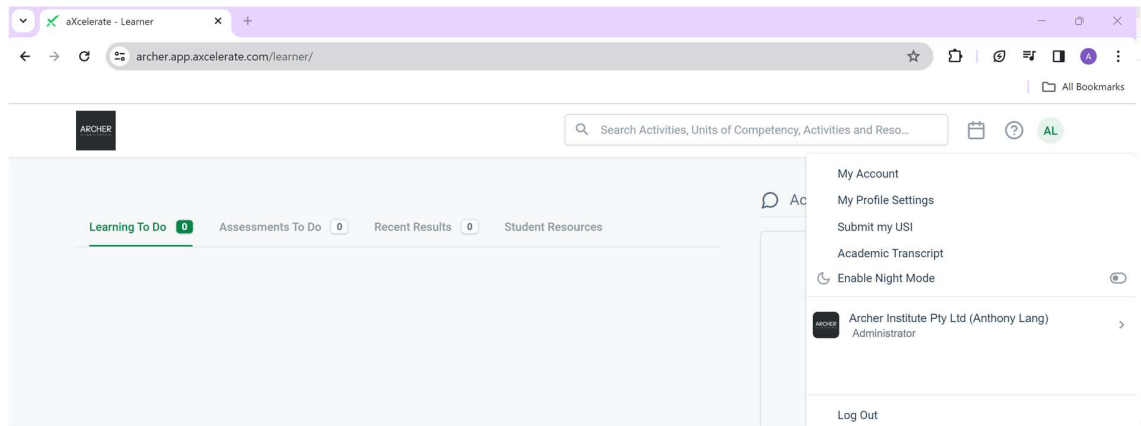 aXcelerate - Learner
archer.app.axcelerate.com/learner/
A
All Bookmarks
ARCHER
Search Activities, Units of Competency, Activities and Reso...
AL
Ac
Learning To Do 0 Assessments To Do 0 Recent Results 0 Student Resources
My Account
My Profile Settings
Submit my USI
Academic Transcript
Enable Night Mode
ARCHER
Archer Institute Pty Ltd (Anthony Lang)
Administrator
Log Out